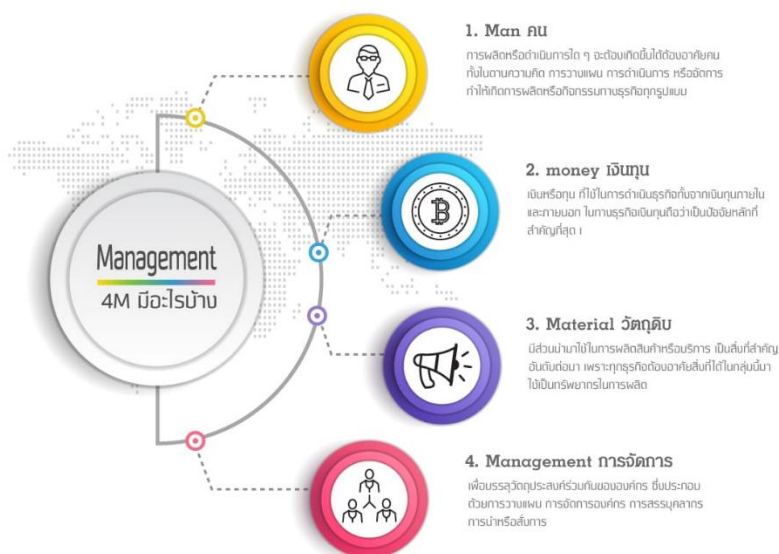 Management
4M มีอะไรบ้าง
1. Man คน
การผลิตหรือดำเนินการใด ๆ จะต้องเกิดขึ้นได้ต้องอาศัยคน
ทั้งในด้านความคิด การวางแผน การดำเนินการ หรือจัดการ
ทำให้เกิดการผลิตหรือกิจกรรมทางธุรกิจทุกรูปแบบ
2. money เงินทุน
เงินหรือทุน ที่ใช้ในการดำเนินธุรกิจทั้งจากเงินทุนภายใน
และภายนอก ในทางธุรกิจเงินทุนถือว่าเป็นปัจจัยหลักที่
สำคัญที่สุด เ
3. Material วัตถุดิบ
มีส่วนนำมาใช้ในการผลิตสินค้าหรือบริการ เป็นสิ่งที่สำคัญ
อันดับต่อมา เพราะทุกธุรกิจต้องอาศัยสิ่งที่ได้ในกลุ่มนี้มา
ใช้เป็นทรัพยากรในการผลิต
4. Management การจัดการ
เพื่อบรรลุวัตถุประสงค์ร่วมกันขององค์กร ซึ่งประกอบ
ด้วยการวางแผน การจัดการองค์กร การสรรบุคลากร
การนำหรือสั่งการ